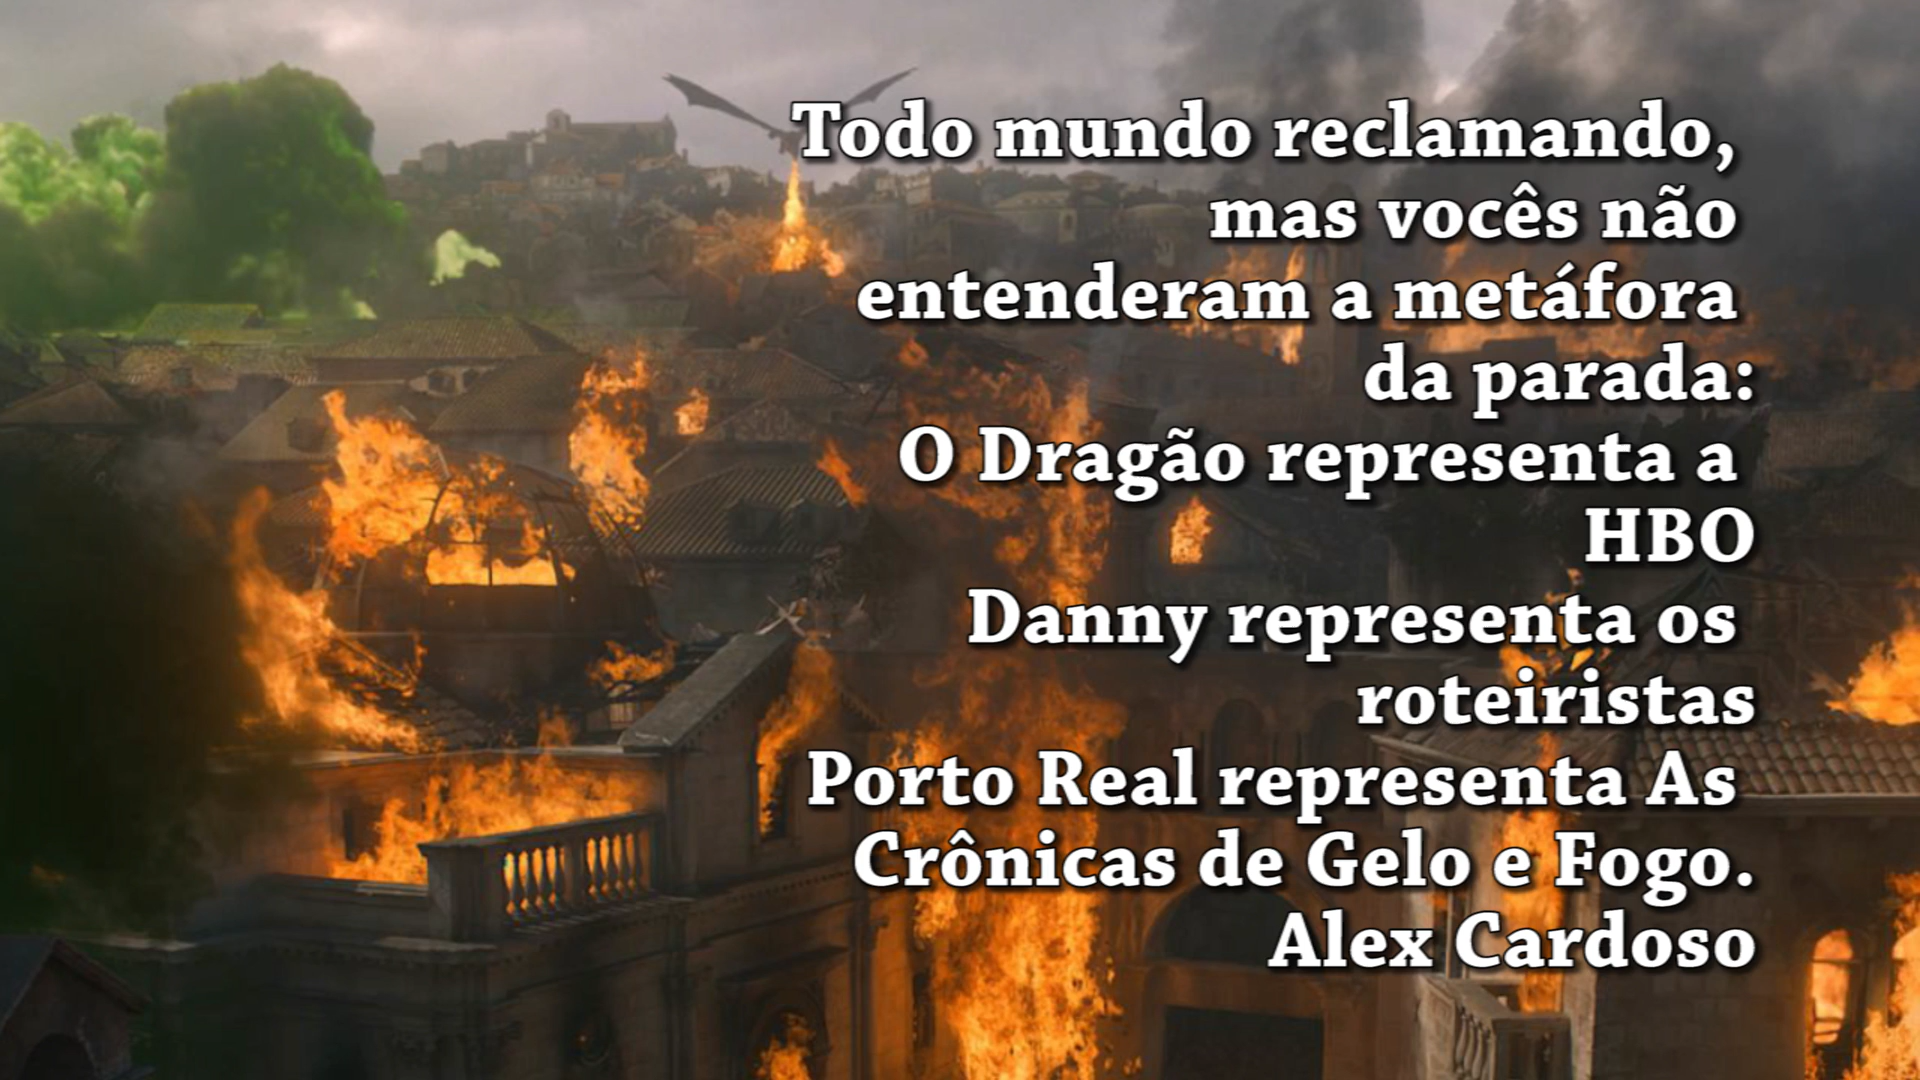 Todo mundo reclamando,
mas vocês não
entenderam a metáfora
da parada:
O Dragão representa a
HBO
Danny representa os
roteiristas
Porto Real representa As
Crônicas de Gelo e Fogo.
Alex Cardoso